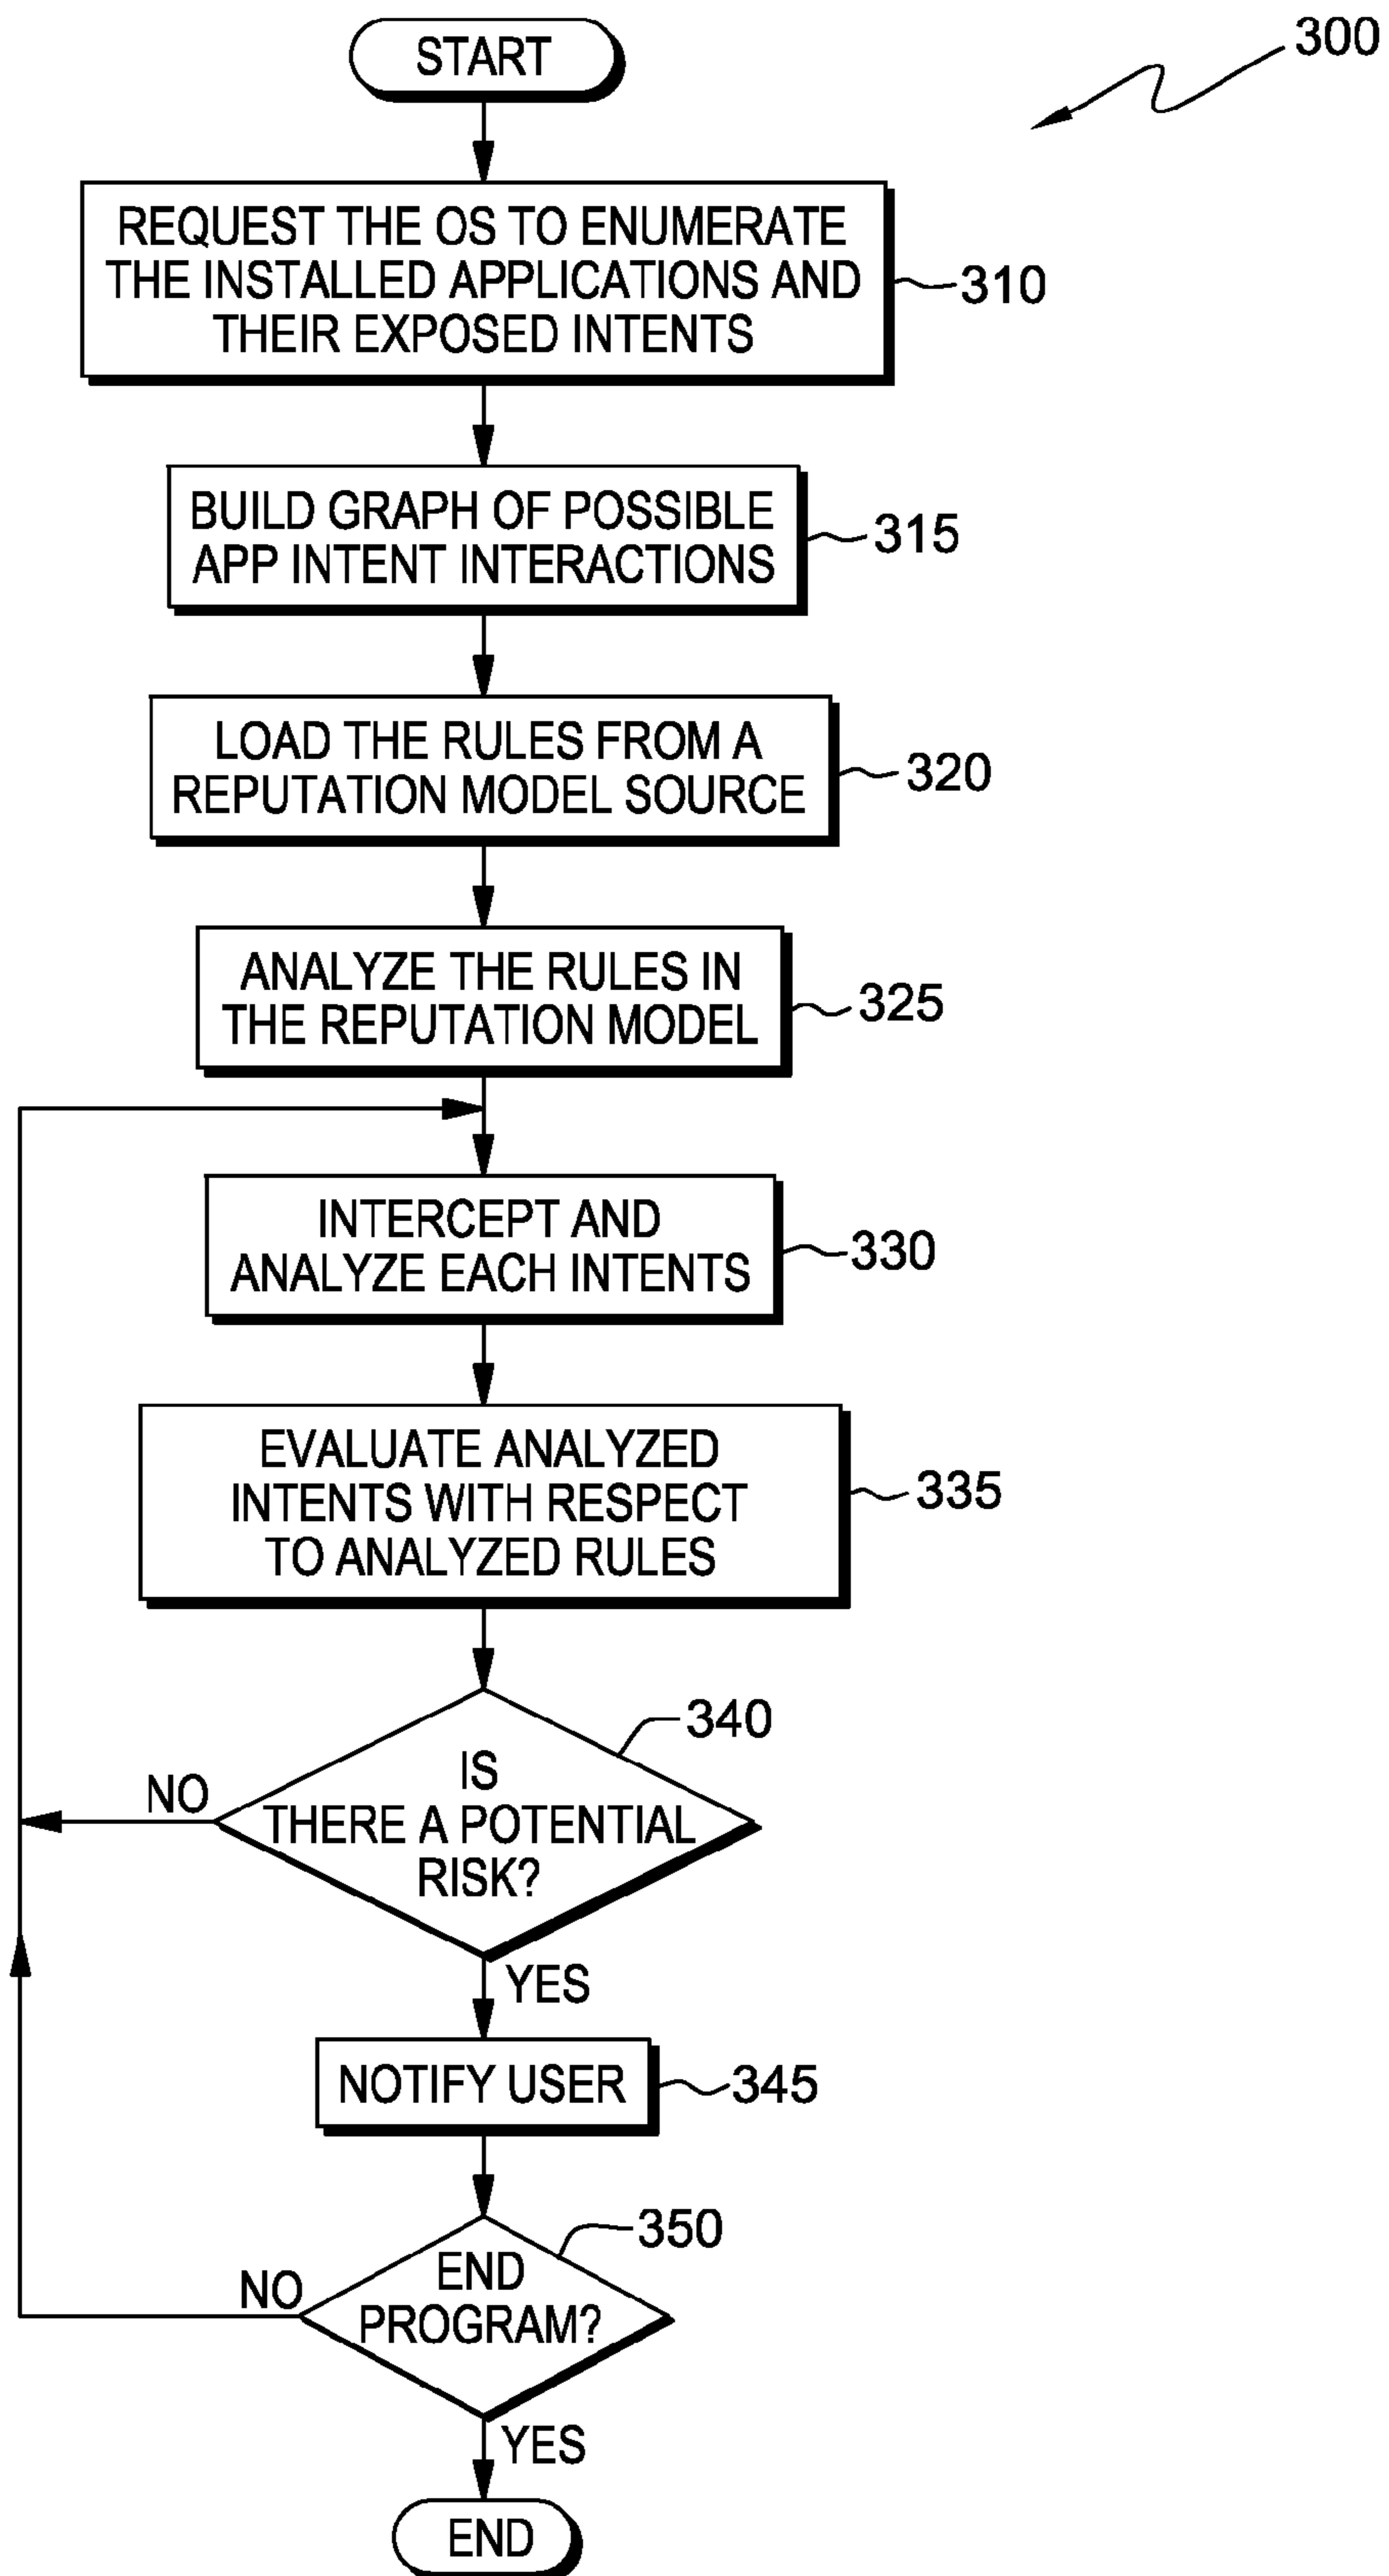 START
300
REQUEST THE OS TO ENUMERATE
THE INSTALLED APPLICATIONS AND
THEIR EXPOSED INTENTS
310
BUILD GRAPH OF POSSIBLE
APP INTENT INTERACTIONS
315
LOAD THE RULES FROM A
REPUTATION MODEL SOURCE
320
ANALYZE THE RULES IN
THE REPUTATION MODEL
325
INTERCEPT AND
ANALYZE EACH INTENTS
330
EVALUATE ANALYZED
INTENTS WITH RESPECT
TO ANALYZED RULES
335
340
IS
THERE A POTENTIAL
RISK?
NO
YES
NOTIFY USER
345
350
END
PROGRAM?
NO
YES
END